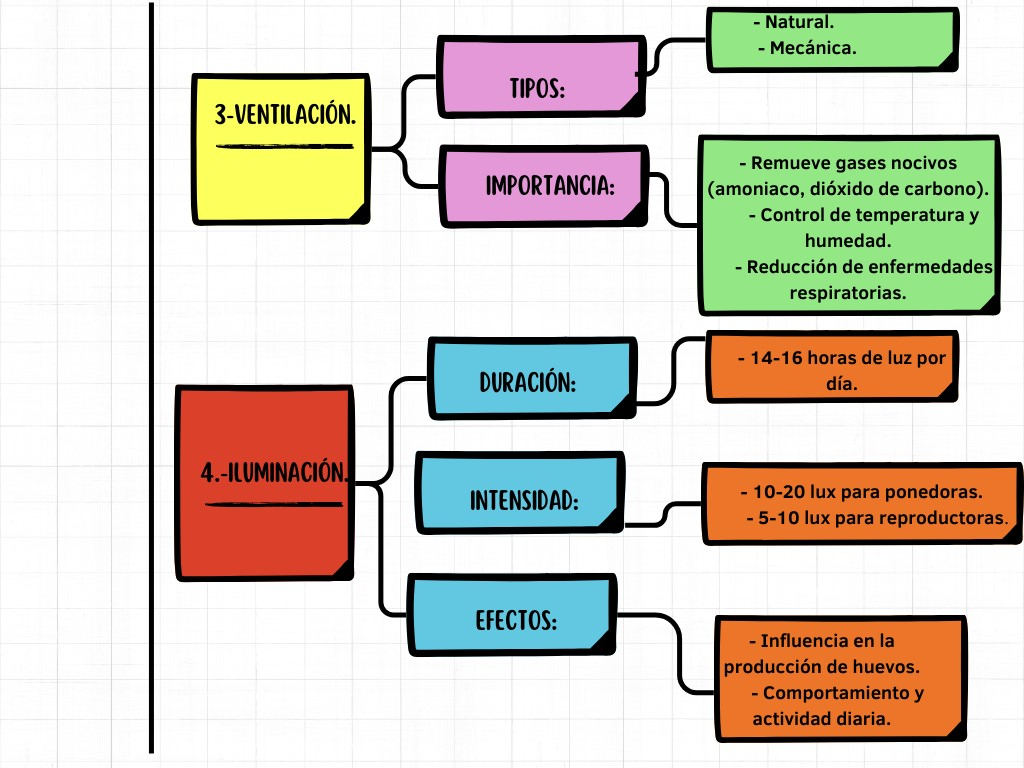 3-VENTILACIÓN.
TIPOS:
- Natural.
- Mecánica.
IMPORTANCIA:
- Remueve gases nocivos
(amoniaco, dióxido de carbono).
- Control de temperatura y
humedad.
- Reducción de enfermedades
respiratorias.
4.-ILUMINACIÓN.
DURACIÓN:
- 14-16 horas de luz por
día.
INTENSIDAD:
- 10-20 lux para ponedoras.
- 5-10 lux para reproductoras.
EFECTOS:
- Influencia en la
producción de huevos.
- Comportamiento y
actividad diaria.